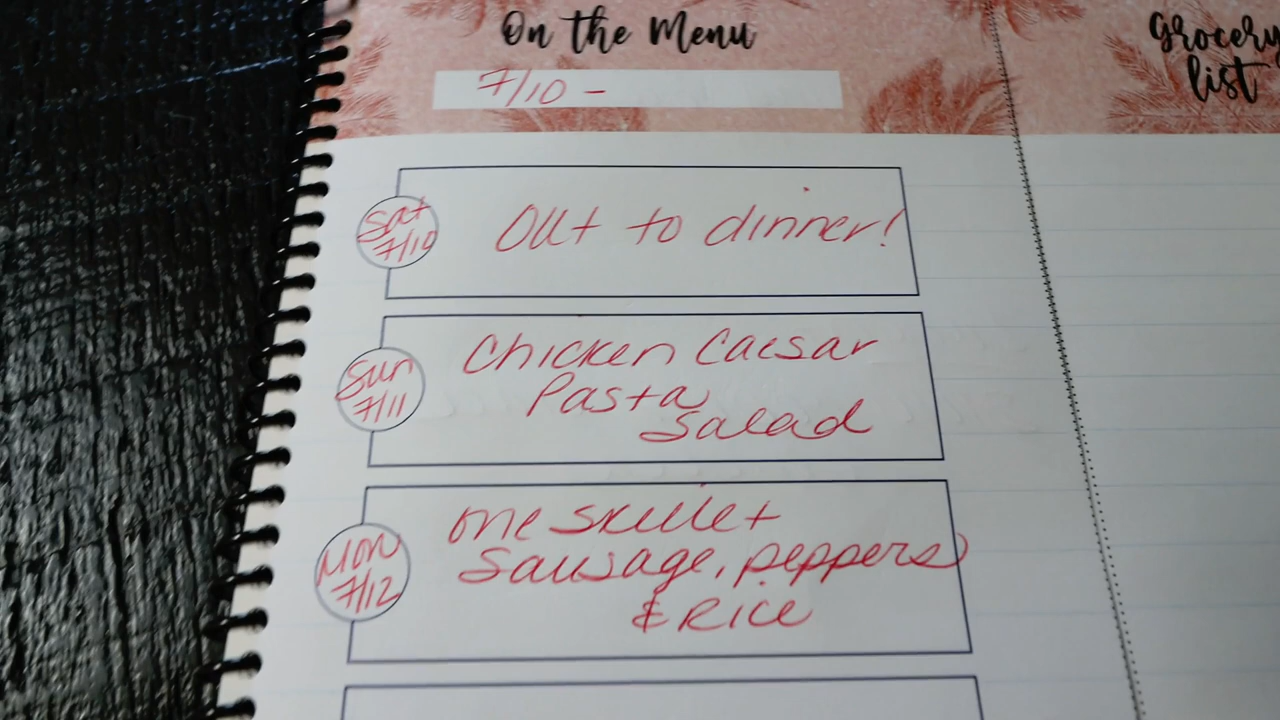 On the Menu
7/10 -
Grocery
list
Sat
7/10
Out to dinner!
Sun
7/11
Chicken Caesar
Pasta
Salad
Mon
7/12
One Skillet
Sausage, peppers
& Rice